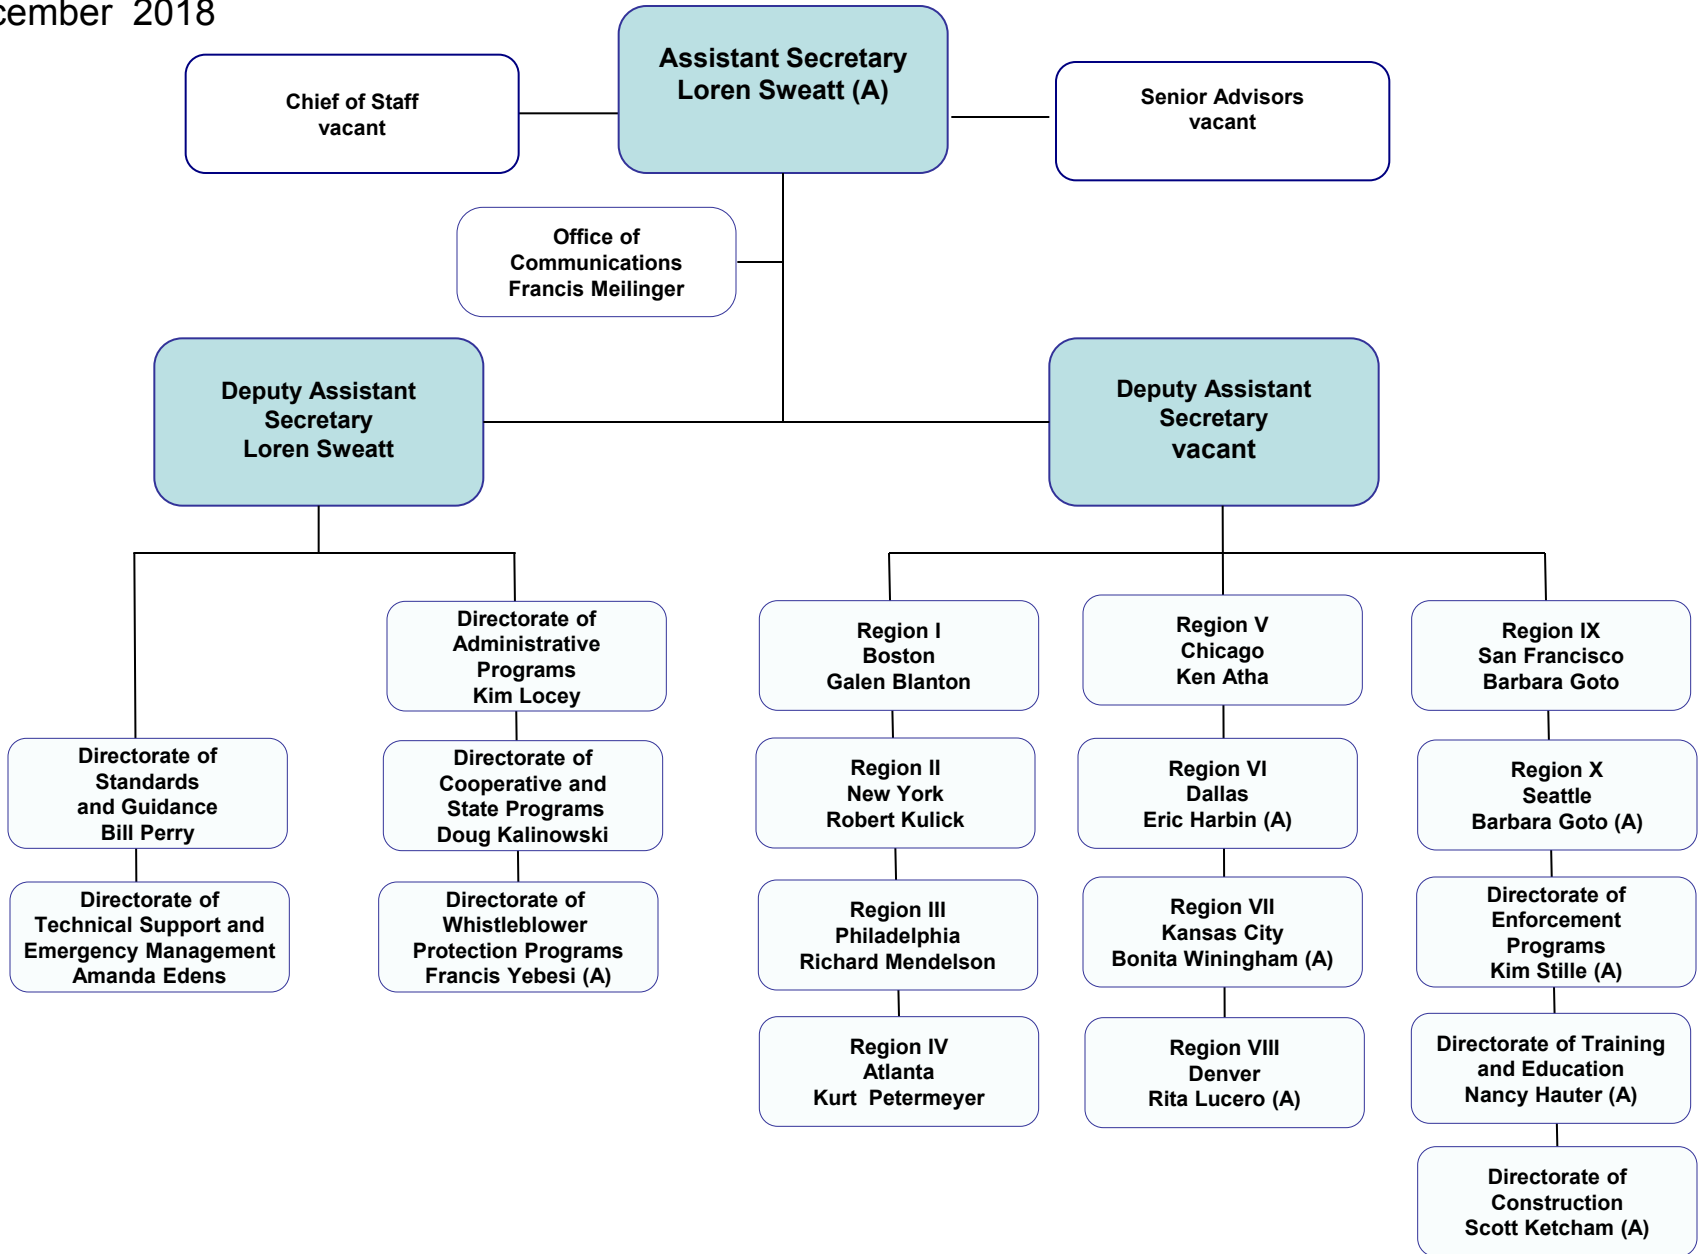 cember 2018
Assistant Secretary
Loren Sweatt (A)
Chief of Staff
vacant
Senior Advisors
vacant
Office of
Communications
Francis Meilinger
Deputy Assistant
Secretary
Loren Sweatt
Deputy Assistant
Secretary
vacant
Directorate of
Standards
and Guidance
Bill Perry
Directorate of
Technical Support and
Emergency Management
Amanda Edens
Directorate of
Administrative
Programs
Kim Locey
Directorate of
Cooperative and
State Programs
Doug Kalinowski
Directorate of
Whistleblower
Protection Programs
Francis Yebesi (A)
Region I
Boston
Galen Blanton
Region II
New York
Robert Kulick
Region III
Philadelphia
Richard Mendelson
Region IV
Atlanta
Kurt Petermeyer
Region V
Chicago
Ken Atha
Region VI
Dallas
Eric Harbin (A)
Region VII
Kansas City
Bonita Winingham (A)
Region VIII
Denver
Rita Lucero (A)
Region IX
San Francisco
Barbara Goto
Region X
Seattle
Barbara Goto (A)
Directorate of
Enforcement
Programs
Kim Stille (A)
Directorate of Training
and Education
Nancy Hauter (A)
Directorate of
Construction
Scott Ketcham (A)